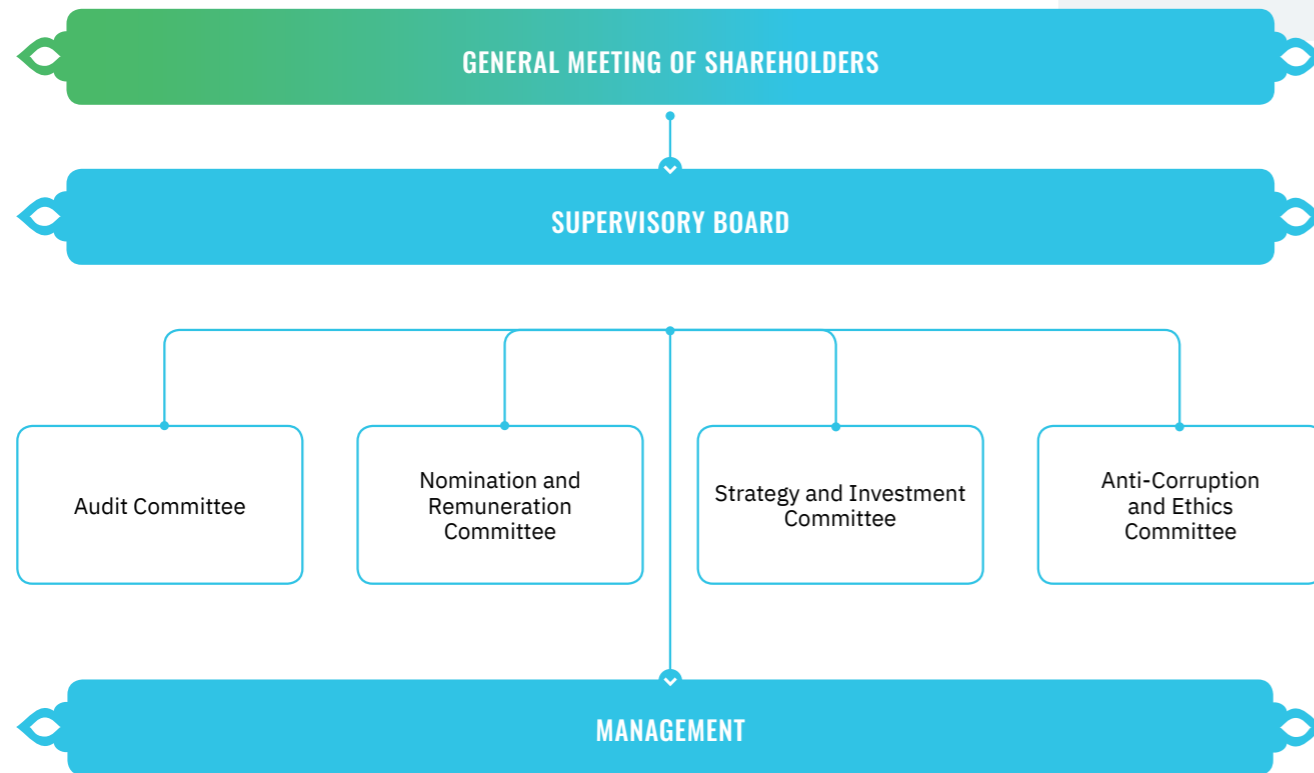 GENERAL MEETING OF SHAREHOLDERS
SUPERVISORY BOARD
Audit Committee
Nomination and
Remuneration
Committee
Strategy and Investment
Committee
Anti-Corruption
and Ethics
Committee
MANAGEMENT